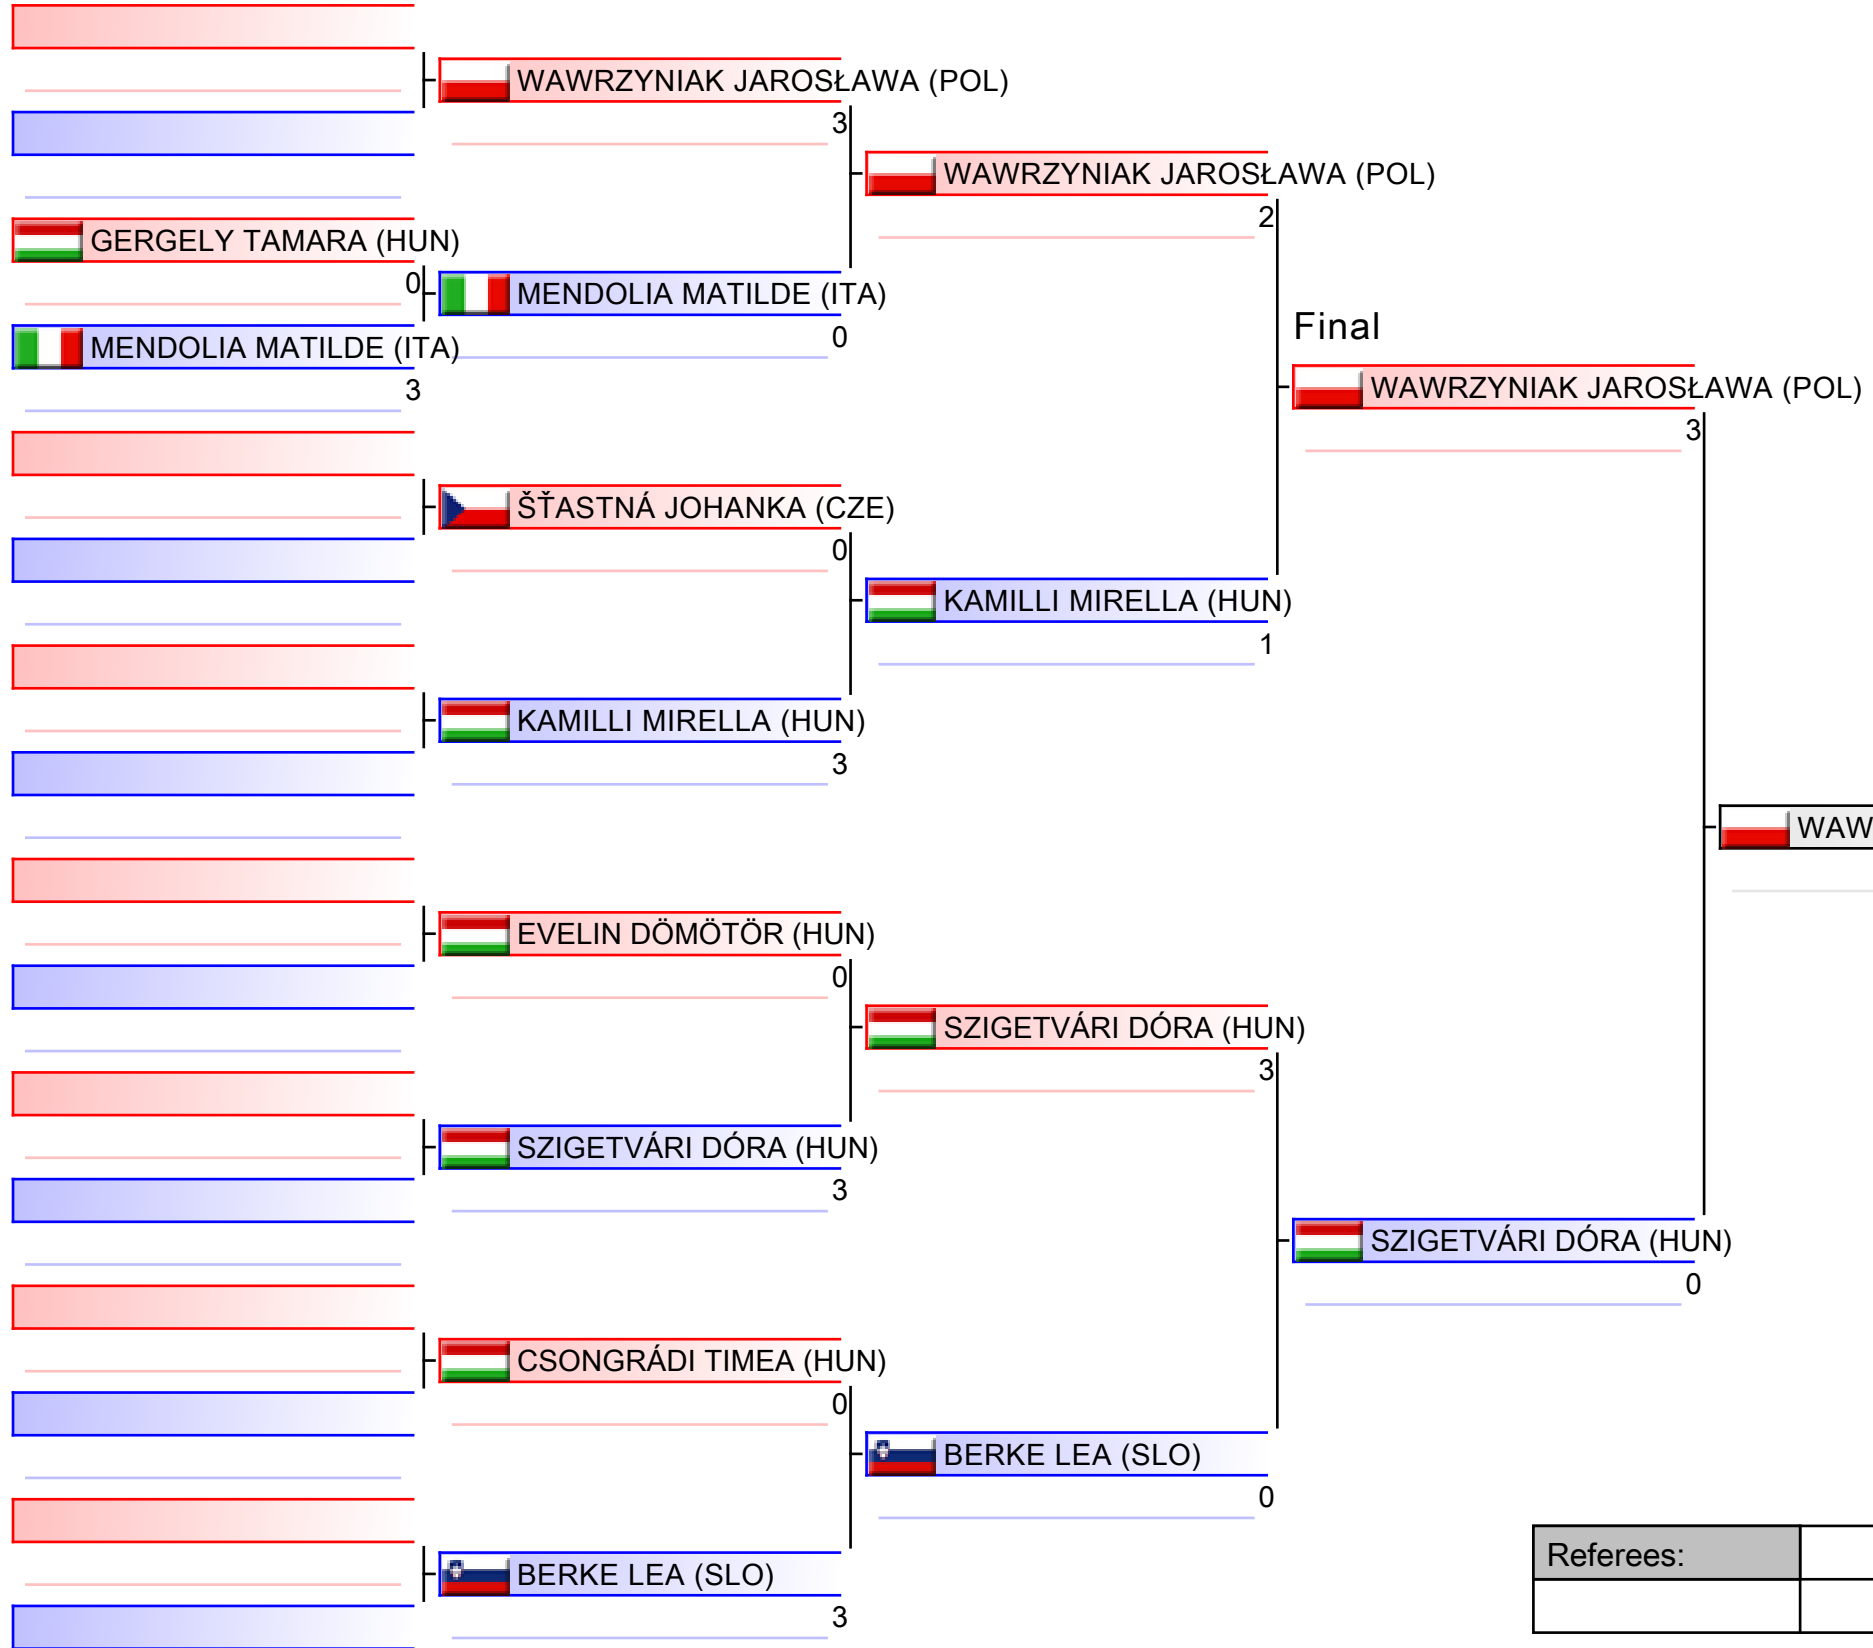 WAWRZYNIAK JAROSŁAWA (POL)
3
WAWRZYNIAK JAROSŁAWA (POL)
2
GERGELY TAMARA (HUN)
0
MENDOLIA MATILDE (ITA)
0
MENDOLIA MATILDE (ITA)
3
Final
WAWRZYNIAK JAROSŁAWA (POL)
3
ŠŤASTNÁ JOHANKA (CZE)
0
KAMILLI MIRELLA (HUN)
1
KAMILLI MIRELLA (HUN)
3
WAW
EVELIN DÖMÖTÖR (HUN)
0
SZIGETVÁRI DÓRA (HUN)
3
SZIGETVÁRI DÓRA (HUN)
3
SZIGETVÁRI DÓRA (HUN)
0
CSONGRÁDI TIMEA (HUN)
0
BERKE LEA (SLO)
0
BERKE LEA (SLO)
3
Referees: